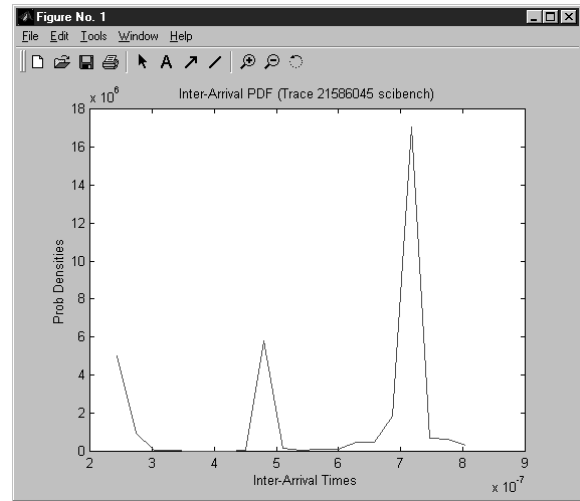 Figure No. 1
File Edit Tools Window Help
A
Inter-Arrival PDF (Trace 21586045 scibench)
x 10^6
18
16
14
12
10
8
6
4
2
0
Prob Densities
2 3 4 5 6 7 8 9
Inter-Arrival Times
x 10^-7